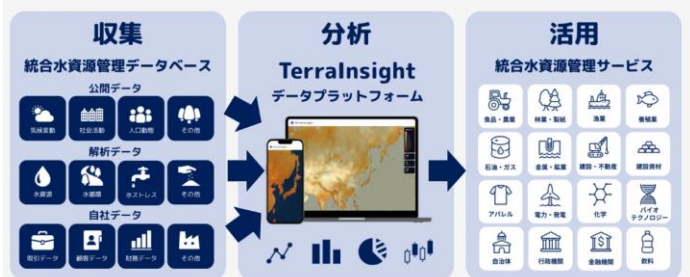 収集
統合水資源管理データベース
公開データ
気候変動 社会活動 人口動態 その他
解析データ
水資源 水循環 水ストレス その他
自社データ
取引データ 顧客データ 財務データ その他
分析
TerraInsight
データプラットフォーム
活用
統合水資源管理サービス
食品・農業 林業・製紙 漁業 養殖業
石油・ガス 金属・鉱業 建設・不動産 建設資材
アパレル 電力・発電 化学 バイオ
テクノロジー
自治体 行政機関 金融機関 飲料